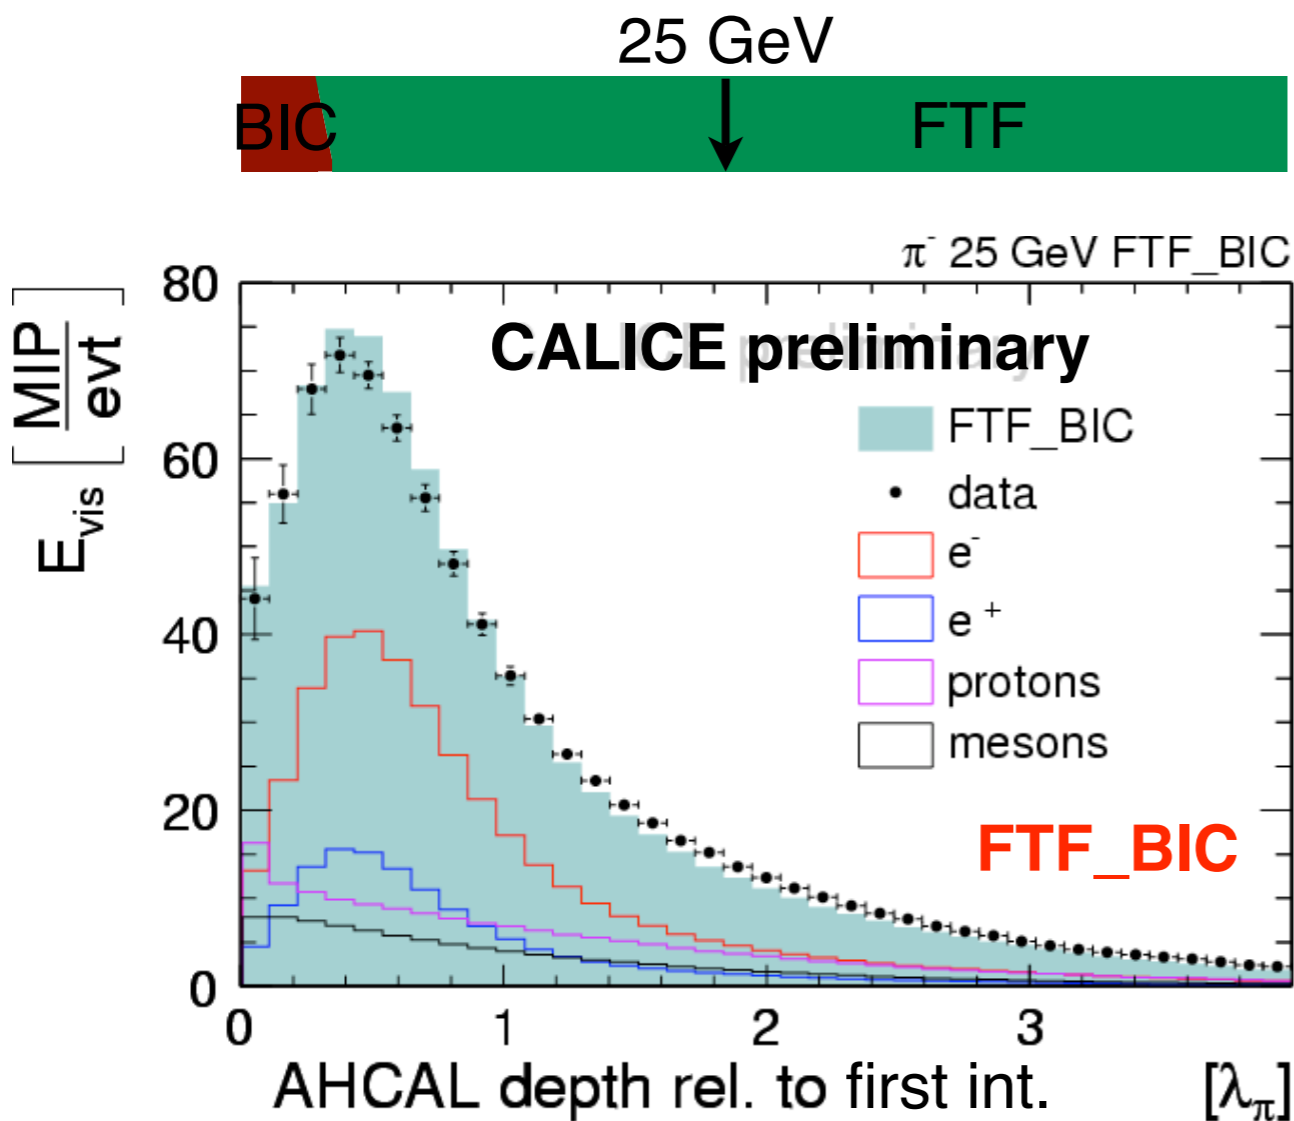 25 GeV
BIC
FTF
π- 25 GeV FTF_BIC
CALICE preliminary
80
60
40
20
0
E_vis [MIP/evt]
FTF_BIC
data
e-
e+
protons
mesons
FTF_BIC
0 1 2 3
AHCAL depth rel. to first int. [λ_π]